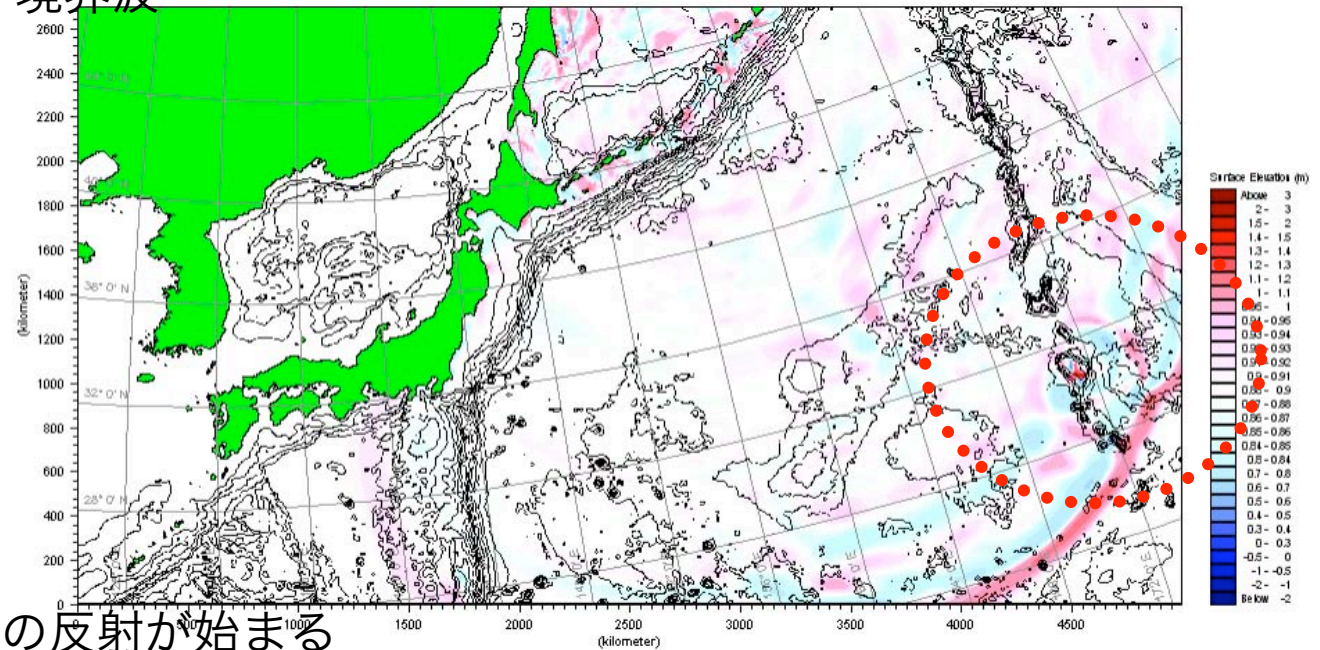 境界波
2600
2400
2200
2000
1800
1600
1400
1200
1000
800
600
400
200
0
(kilometer)
36° 0' N
32° 0' N
28° 0' N
1000
1500
2000
2500
3000
3500
4000
4500
(kilometer)
の反射が始まる
Surface Elevation (m)
Above 3
2 - 3
1.5 - 2
1.4 - 1.5
1.3 - 1.4
1.2 - 1.3
1.1 - 1.2
1 - 1.1
0.94 - 0.95
0.93 - 0.94
0.9 - 0.91
0.86 - 0.87
0.85 - 0.86
0.84 - 0.85
0.8 - 0.84
0.7 - 0.8
0.6 - 0.7
0.5 - 0.6
0.4 - 0.5
0.3 - 0.4
0 - 0.3
-0.5 - 0
-1 - -0.5
-2 - -1
Below -2